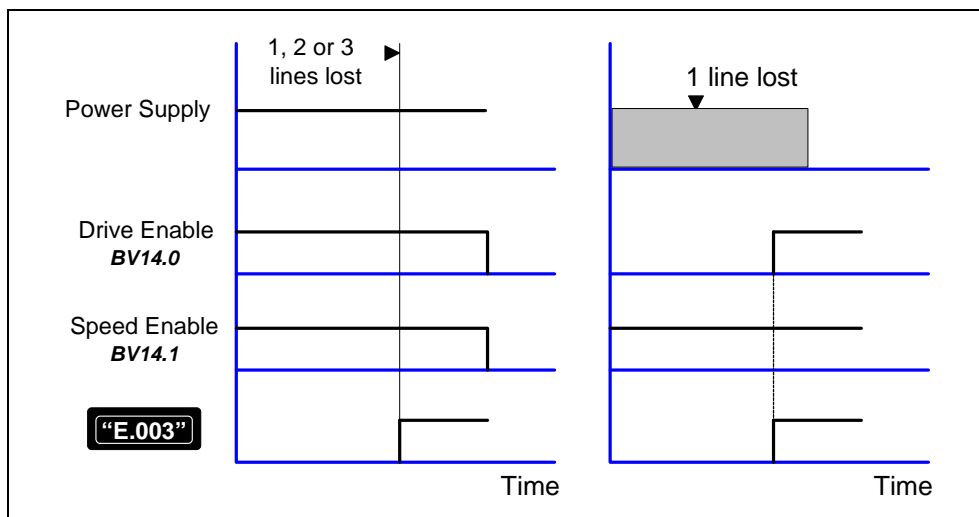 1, 2 or 3
lines lost
1 line lost
Power Supply
Drive Enable
BV14.0
Speed Enable
BV14.1
“E.003”
Time
Time